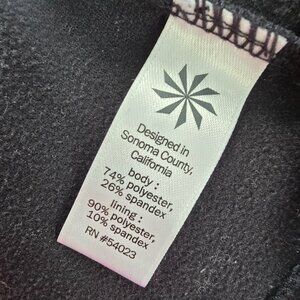 Designed in
Sonoma County,
California
body :
74% polyester,
26% spandex
lining :
90% polyester,
10% spandex
RN #54023